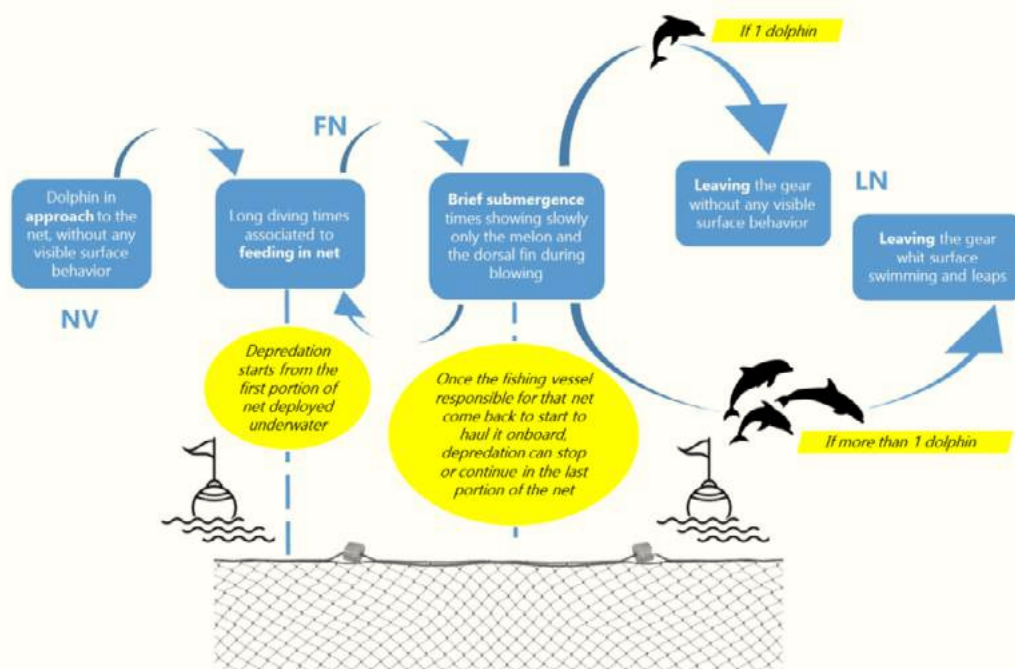 If 1 dolphin
FN
Dolphin in
approach to the
net, without any
visible surface
behavior
NV
Long diving times
associated to
feeding in net
Brief submergence
times showing slowly
only the melon and
the dorsal fin during
blowing
Leaving the gear
without any visible
surface behavior
LN
Leaving the gear
whit surface
swimming and leaps
Depredation
starts from the
first portion of
net deployed
underwater
Once the fishing vessel
responsible for that net
come back to start to
haul it onboard,
depredation can stop
or continue in the last
portion of the net
If more than 1 dolphin